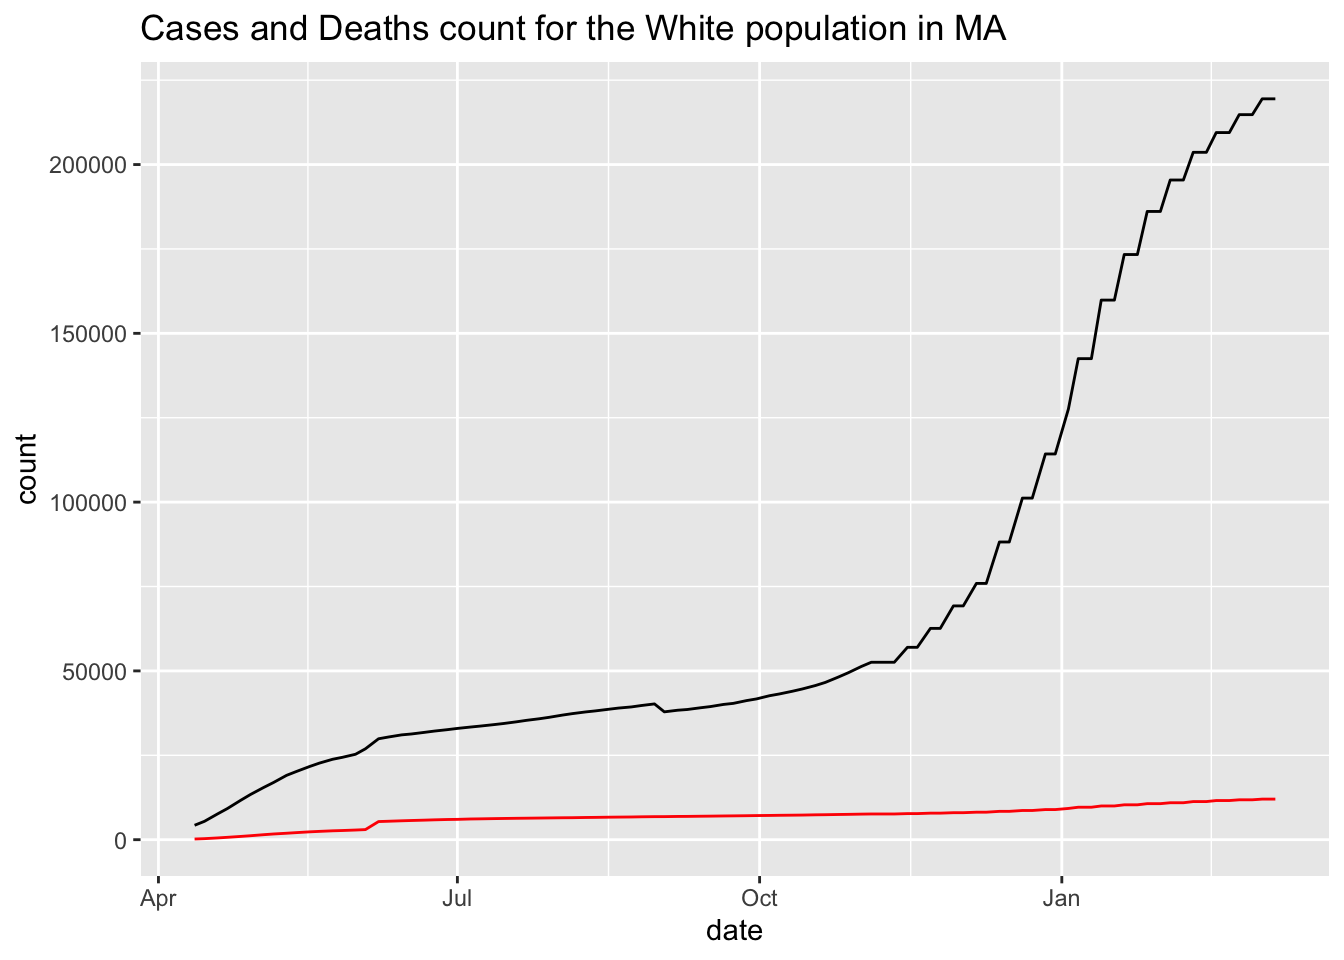 Cases and Deaths count for the White population in MA
200000
150000
100000
50000
0
count
Apr
Jul
Oct
Jan
date